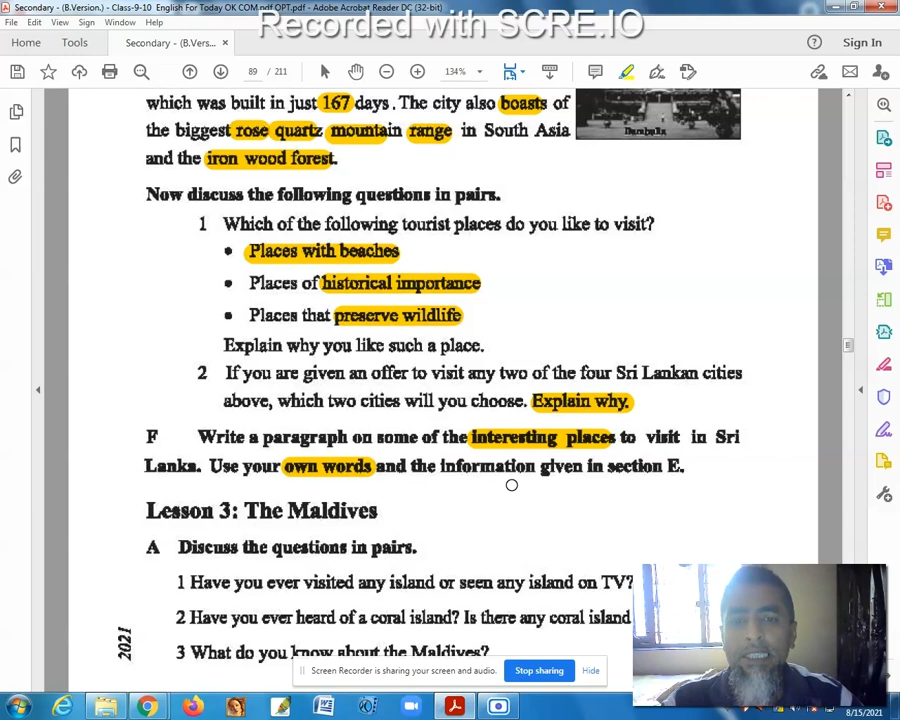 Secondary - (B.Version.) - Class-9-10 English For Today OK COM.pdf OPT.pdf - Adobe Acrobat Reader DC (32-bit)
Recorded with SCRE.IO
File Edit View Sign Window Help
Home Tools Secondary - (B.Vers... × Sign In
89 / 211 134%
which was built in just 167 days. The city also boasts of
the biggest rose quartz mountain range in South Asia
and the iron wood forest.
Now discuss the following questions in pairs.
1 Which of the following tourist places do you like to visit?
• Places with beaches
• Places of historical importance
• Places that preserve wildlife
Explain why you like such a place.
2 If you are given an offer to visit any two of the four Sri Lankan cities
above, which two cities will you choose. Explain why.
F Write a paragraph on some of the interesting places to visit in Sri
Lanka. Use your own words and the information given in section E.
Lesson 3: The Maldives
A Discuss the questions in pairs.
1 Have you ever visited any island or seen any island on TV?
2 Have you ever heard of a coral island? Is there any coral island
3 What do you know about the Maldives?
2021
Screen Recorder is sharing your screen and audio. Stop sharing Hide
8/15/2021